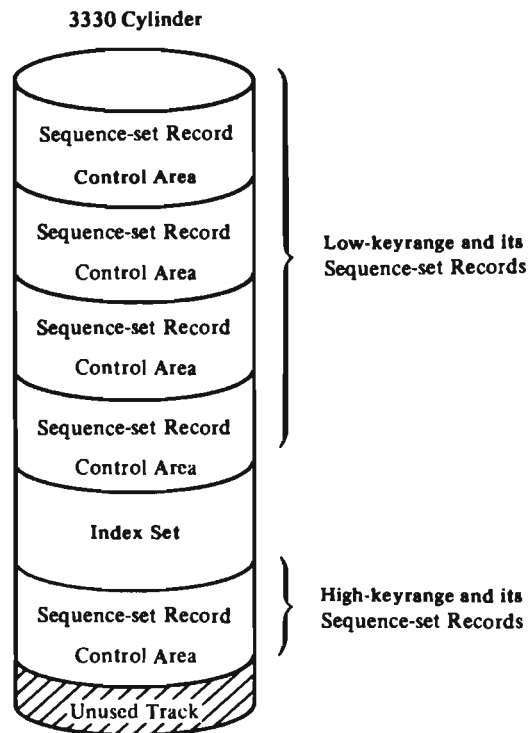 3330 Cylinder
Sequence-set Record
Control Area
Sequence-set Record
Control Area
Sequence-set Record
Control Area
Sequence-set Record
Control Area
Low-keyrange and its
Sequence-set Records
Index Set
Sequence-set Record
Control Area
High-keyrange and its
Sequence-set Records
Unused Track